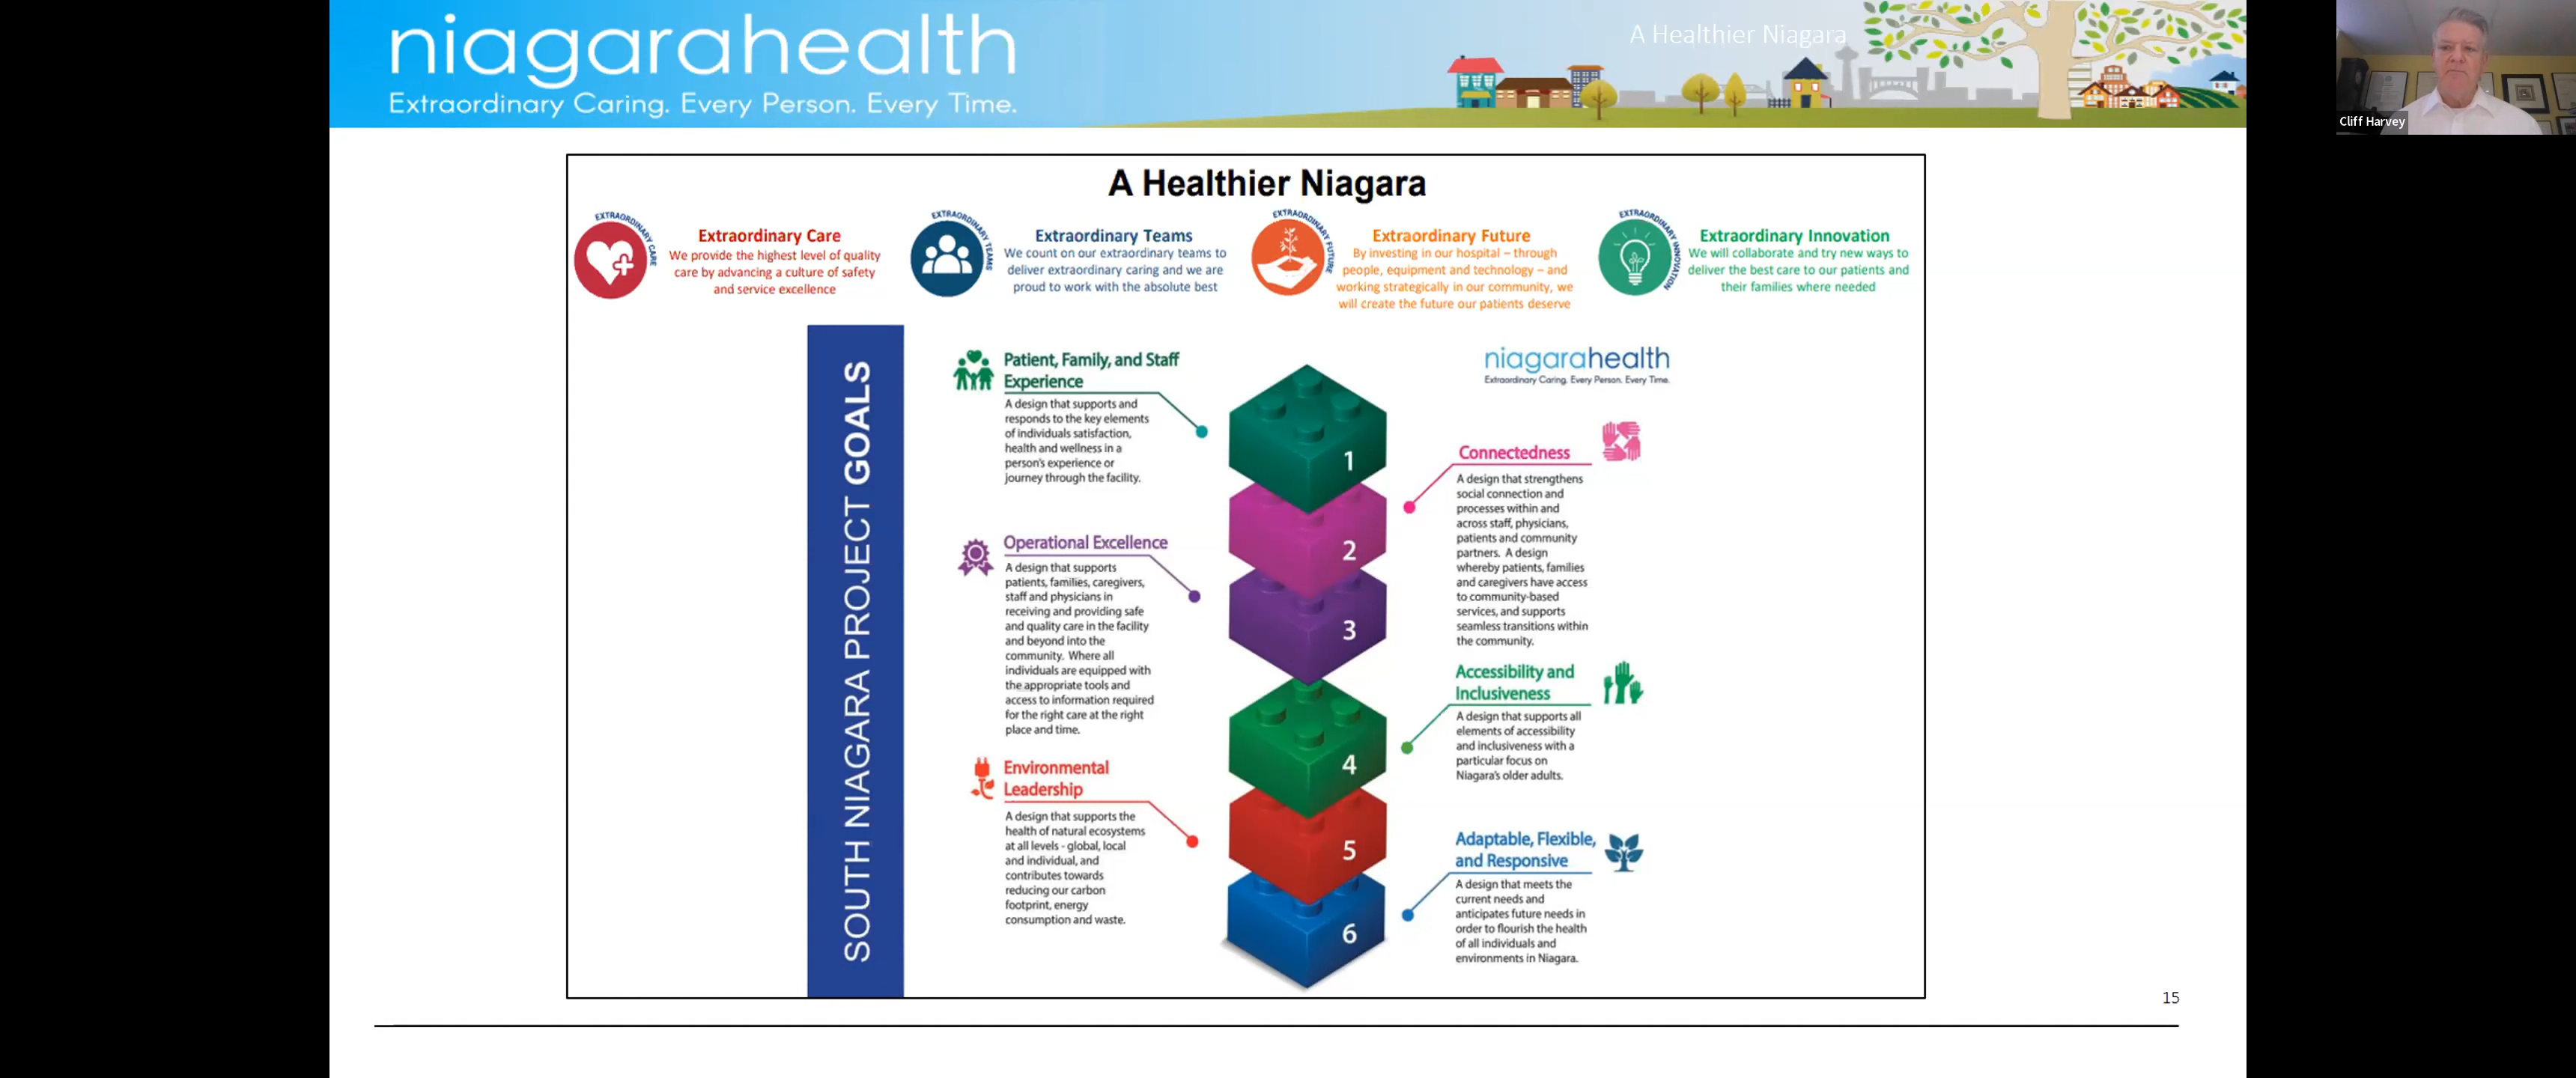 niagarahealth
Extraordinary Caring. Every Person. Every Time.
A Healthier Niagara
Cliff Harvey
A Healthier Niagara
EXTRAORDINARY CARE
Extraordinary Care
We provide the highest level of quality
care by advancing a culture of safety
and service excellence
EXTRAORDINARY TEAMS
Extraordinary Teams
We count on our extraordinary teams to
deliver extraordinary caring and we are
proud to work with the absolute best
EXTRAORDINARY FUTURE
Extraordinary Future
By investing in our hospital – through
people, equipment and technology – and
working strategically in our community, we
will create the future our patients deserve
EXTRAORDINARY INNOVATION
Extraordinary Innovation
We will collaborate and try new ways to
deliver the best care to our patients and
their families where needed
SOUTH NIAGARA PROJECT GOALS
niagarahealth
Extraordinary Caring. Every Person. Every Time.
Patient, Family, and Staff
Experience
A design that supports and
responds to the key elements
of individuals satisfaction,
health and wellness in a
person's experience or
journey through the facility.
1
Connectedness
A design that strengthens
social connection and
processes within and
across staff, physicians,
patients and community
partners. A design
whereby patients, families
and caregivers have access
to community-based
services, and supports
seamless transitions within
the community.
2
Operational Excellence
A design that supports
patients, families, caregivers,
staff and physicians in
receiving and providing safe
and quality care in the facility
and beyond into the
community. Where all
individuals are equipped with
the appropriate tools and
access to information required
for the right care at the right
place and time.
3
Accessibility and
Inclusiveness
A design that supports all
elements of accessibility
and inclusiveness with a
particular focus on
Niagara's older adults.
4
Environmental
Leadership
A design that supports the
health of natural ecosystems
at all levels - global, local
and individual, and
contributes towards
reducing our carbon
footprint, energy
consumption and waste.
5
Adaptable, Flexible,
and Responsive
A design that meets the
current needs and
anticipates future needs in
order to flourish the health
of all individuals and
environments in Niagara.
6
15